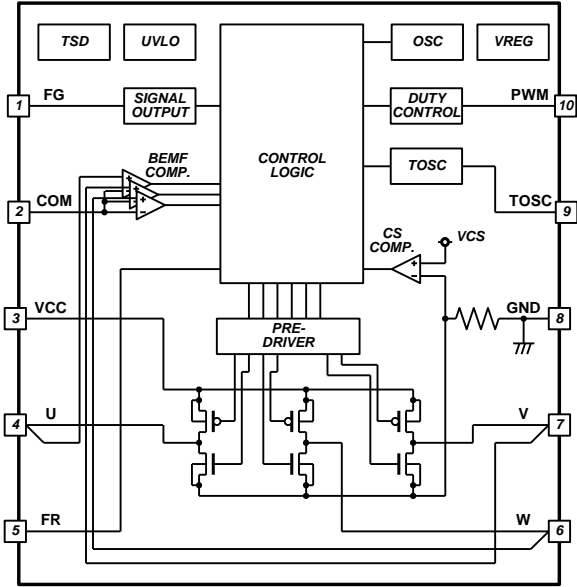 TSD
UVLO
OSC
VREG
1
FG
SIGNAL
OUTPUT
DUTY
CONTROL
PWM
10
BEMF
COMP.
CONTROL
LOGIC
TOSC
2
COM
TOSC
9
CS
COMP.
VCS
3
VCC
GND
8
PRE-
DRIVER
4
U
V
7
5
FR
W
6